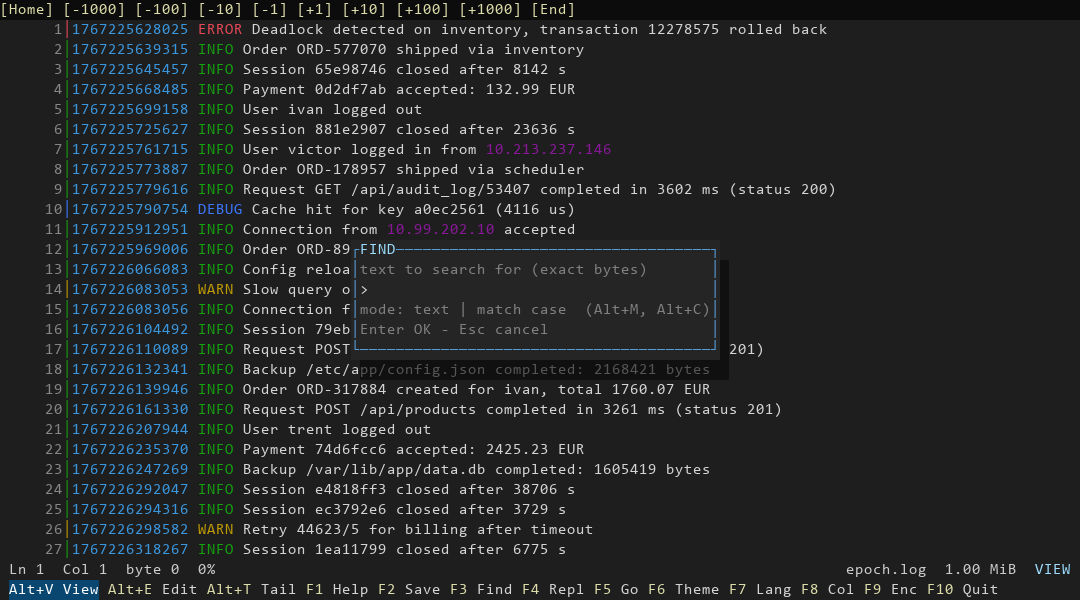 [Home] [-1000] [-100] [-10] [-1] [+1] [+10] [+100] [+1000] [End]
1 1767225628025 ERROR Deadlock detected on inventory, transaction 12278575 rolled back
2 1767225639315 INFO Order ORD-577070 shipped via inventory
3 1767225645457 INFO Session 65e98746 closed after 8142 s
4 1767225668485 INFO Payment 0d2df7ab accepted: 132.99 EUR
5 1767225699158 INFO User ivan logged out
6 1767225725627 INFO Session 881e2907 closed after 23636 s
7 1767225761715 INFO User victor logged in from 10.213.237.146
8 1767225773887 INFO Order ORD-178957 shipped via scheduler
9 1767225779616 INFO Request GET /api/audit_log/53407 completed in 3602 ms (status 200)
10 1767225790754 DEBUG Cache hit for key a0ec2561 (4116 us)
11 1767225912951 INFO Connection from 10.99.202.10 accepted
12 1767225969006 INFO Order ORD-89 FIND
13 1767226066083 INFO Config reloa text to search for (exact bytes)
14 1767226083053 WARN Slow query o >
15 1767226083056 INFO Connection f mode: text | match case (Alt+M, Alt+C)
16 1767226104492 INFO Session 79eb Enter OK - Esc cancel
17 1767226110089 INFO Request POST 201)
18 1767226132341 INFO Backup /etc/app/config.json completed: 2168421 bytes
19 1767226139946 INFO Order ORD-317884 created for ivan, total 1760.07 EUR
20 1767226161330 INFO Request POST /api/products completed in 3261 ms (status 201)
21 1767226207944 INFO User trent logged out
22 1767226235370 INFO Payment 74d6fcc6 accepted: 2425.23 EUR
23 1767226247269 INFO Backup /var/lib/app/data.db completed: 1605419 bytes
24 1767226292047 INFO Session e4818ff3 closed after 38706 s
25 1767226294316 INFO Session ec3792e6 closed after 3729 s
26 1767226298582 WARN Retry 44623/5 for billing after timeout
27 1767226318267 INFO Session 1ea11799 closed after 6775 s
Ln 1 Col 1 byte 0 0% epoch.log 1.00 MiB VIEW
Alt+V View Alt+E Edit Alt+T Tail F1 Help F2 Save F3 Find F4 Repl F5 Go F6 Theme F7 Lang F8 Col F9 Enc F10 Quit